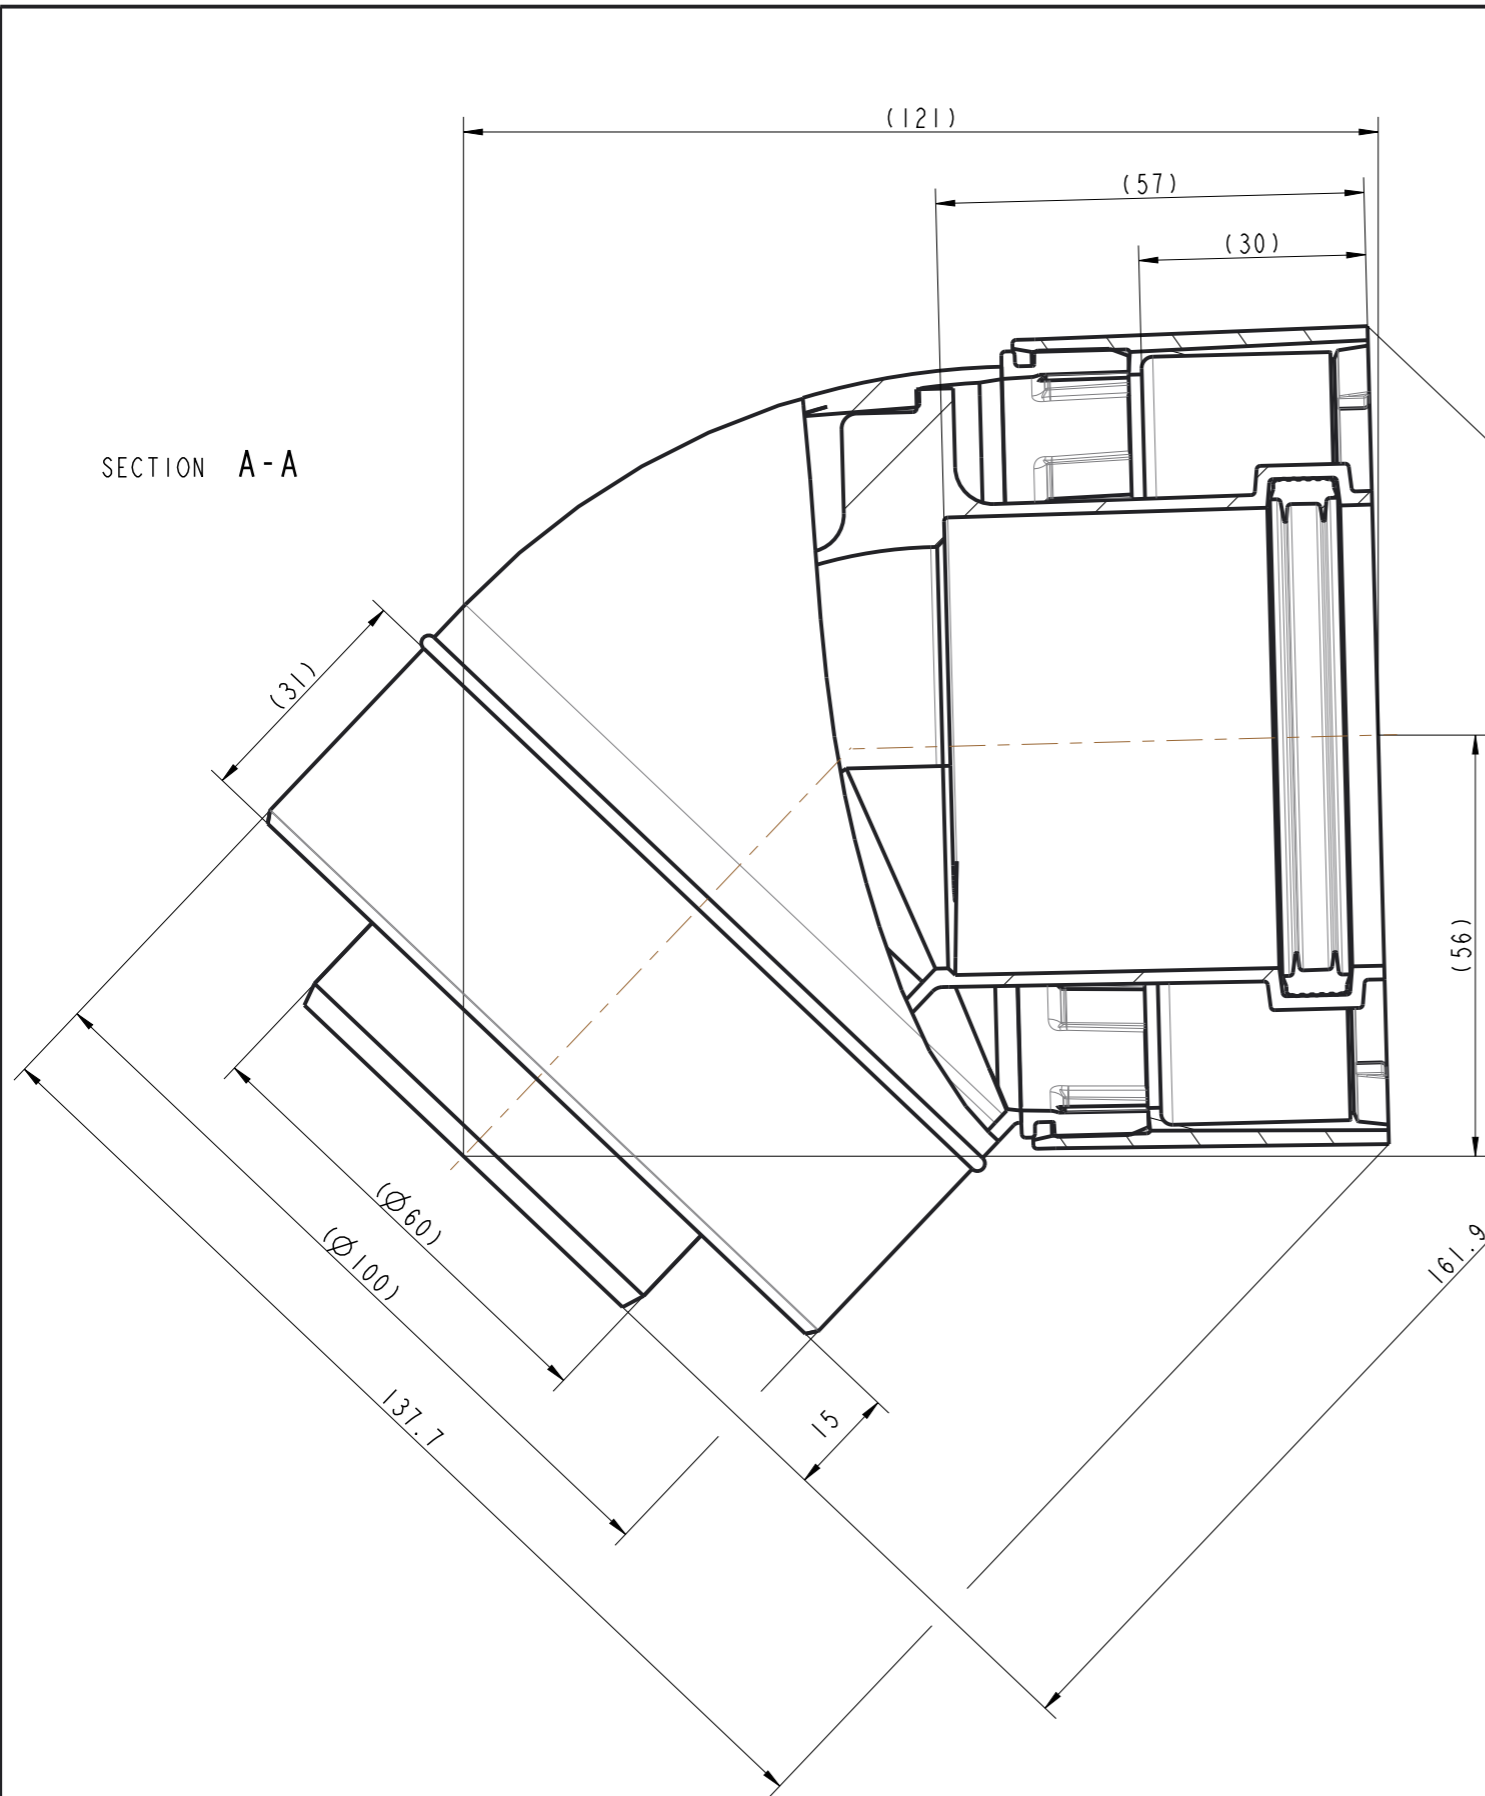 (121)
(57)
(30)
SECTION A-A
(31)
(56)
(Ø60)
(Ø100)
161.9
137.7
15